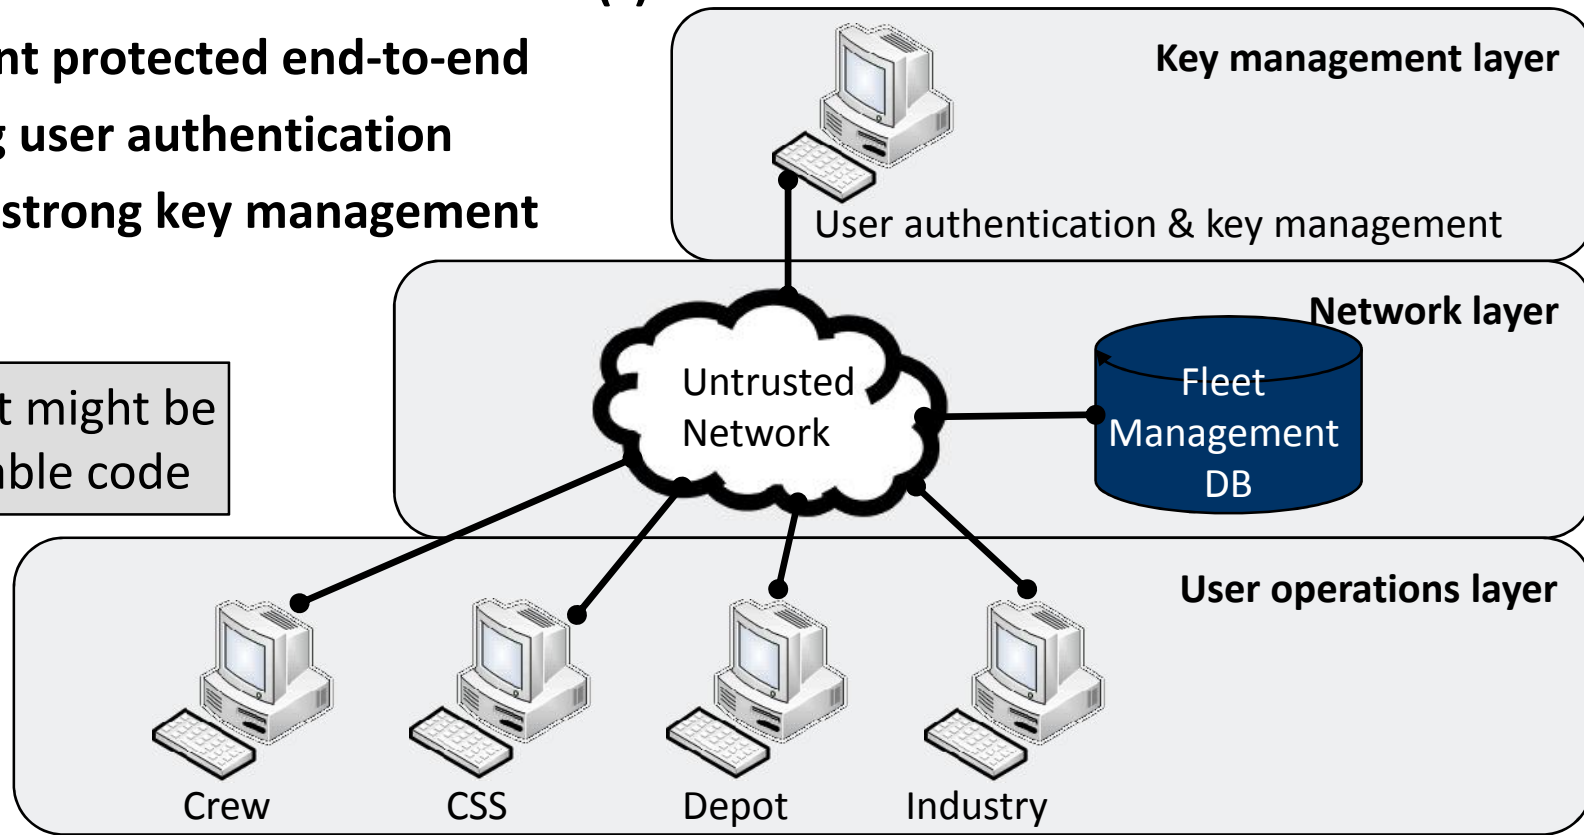 nt protected end-to-end
g user authentication
strong key management
t might be
able code
Key management layer
User authentication & key management
Network layer
Untrusted
Network
Fleet
Management
DB
User operations layer
Crew
CSS
Depot
Industry